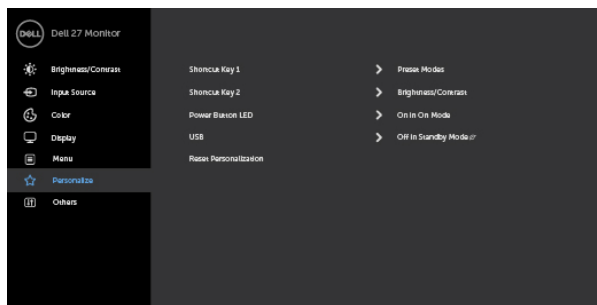 DELL Dell 27 Monitor
Brightness/Contrast
Shortcut Key 1 Preset Modes
Input Source
Shortcut Key 2 Brightness/Contrast
Color
Power Button LED On in On Mode
Display
USB Off in Standby Mode
Menu
Reset Personalization
Personalize
Others